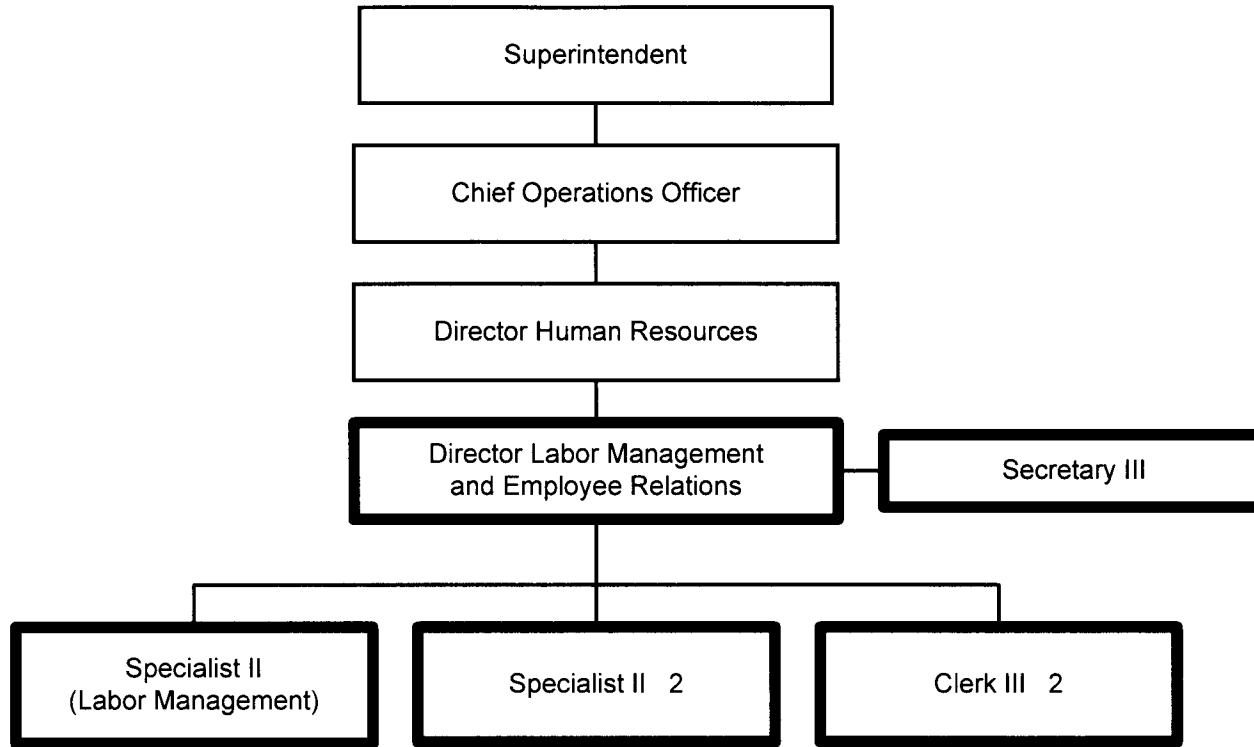 Superintendent
Chief Operations Officer
Director Human Resources
Director Labor Management
and Employee Relations
Secretary III
Specialist II
(Labor Management)
Specialist II 2
Clerk III 2